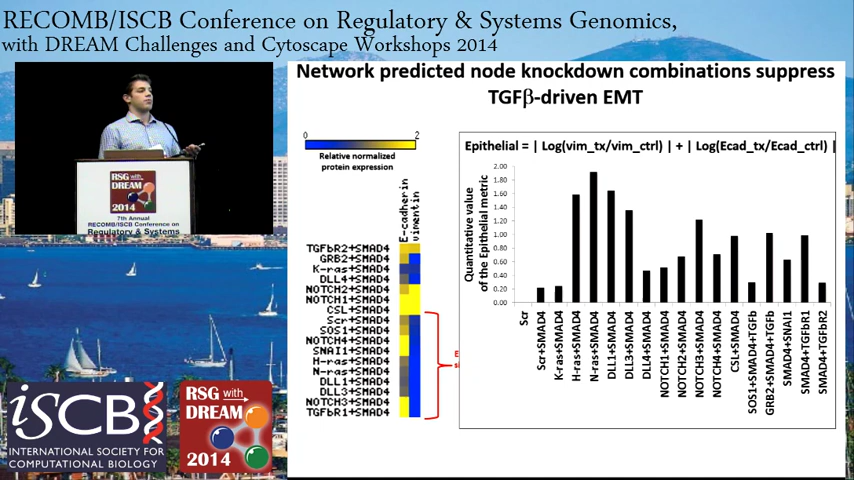 RECOMB/ISCB Conference on Regulatory & Systems Genomics,
with DREAM Challenges and Cytoscape Workshops 2014
RSG with
DREAM
2014
7th Annual
RECOMB/ISCB Conference on
Regulatory & Systems
Network predicted node knockdown combinations suppress
TGFβ-driven EMT
0 2
Relative normalized
protein expression
E-cadherin
vimentin
TGFbR2+SMAD4
GRB2+SMAD4
K-ras+SMAD4
DLL4+SMAD4
NOTCH2+SMAD4
NOTCH1+SMAD4
CSL+SMAD4
Scr+SMAD4
SOS1+SMAD4
NOTCH4+SMAD4
SNAI1+SMAD4
H-ras+SMAD4
N-ras+SMAD4
DLL1+SMAD4
DLL3+SMAD4
NOTCH3+SMAD4
TGFbR1+SMAD4
Epithelial = | Log(vim_tx/vim_ctrl) | + | Log(Ecad_tx/Ecad_ctrl) |
Quantitative value
of the Epithelial metric
2.00
1.80
1.60
1.40
1.20
1.00
0.80
0.60
0.40
0.20
0.00
Scr
Scr+SMAD4
K-ras+SMAD4
H-ras+SMAD4
N-ras+SMAD4
DLL1+SMAD4
DLL3+SMAD4
DLL4+SMAD4
NOTCH1+SMAD4
NOTCH2+SMAD4
NOTCH3+SMAD4
NOTCH4+SMAD4
CSL+SMAD4
SOS1+SMAD4+TGFb
GRB2+SMAD4+TGFb
SMAD4+SNAI1
SMAD4+TGFbR1
SMAD4+TGFbR2
iSCB
INTERNATIONAL SOCIETY FOR
COMPUTATIONAL BIOLOGY
RSG with
DREAM
2014